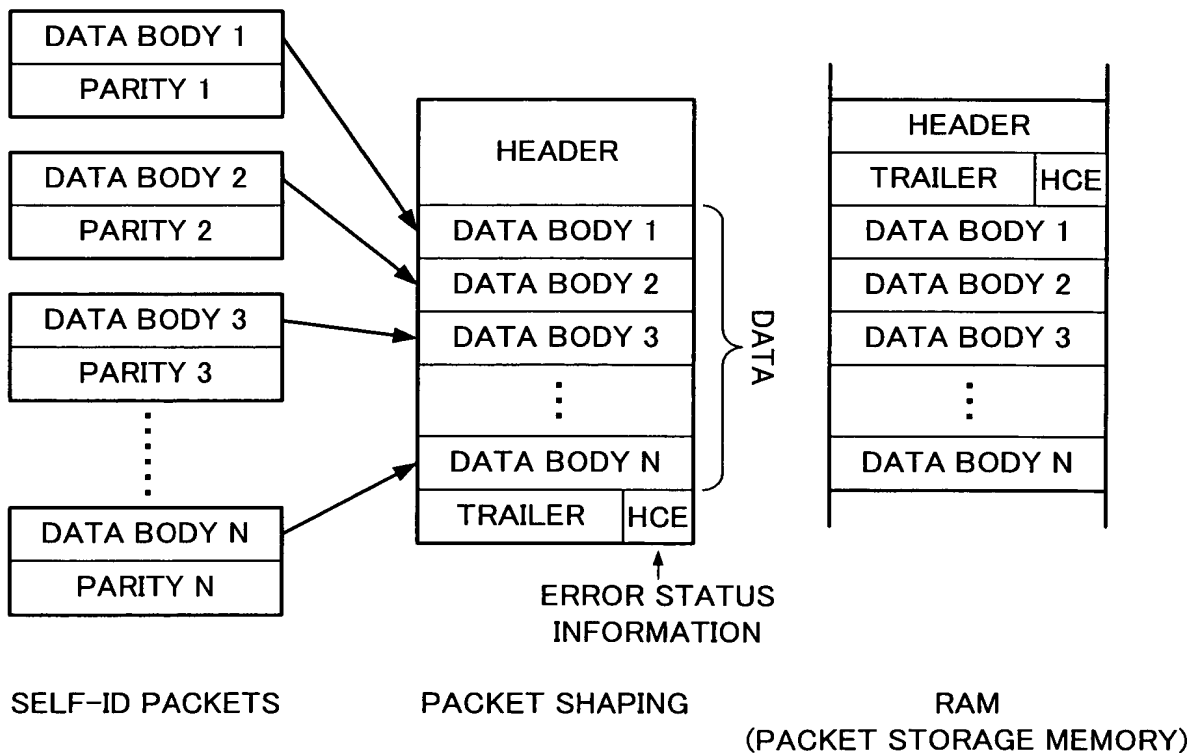 DATA BODY 1
PARITY 1
DATA BODY 2
PARITY 2
DATA BODY 3
PARITY 3
DATA BODY N
PARITY N
SELF-ID PACKETS
HEADER
DATA BODY 1
DATA BODY 2
DATA BODY 3
DATA BODY N
TRAILER
HCE
DATA
ERROR STATUS
INFORMATION
PACKET SHAPING
HEADER
TRAILER
HCE
DATA BODY 1
DATA BODY 2
DATA BODY 3
DATA BODY N
RAM
(PACKET STORAGE MEMORY)